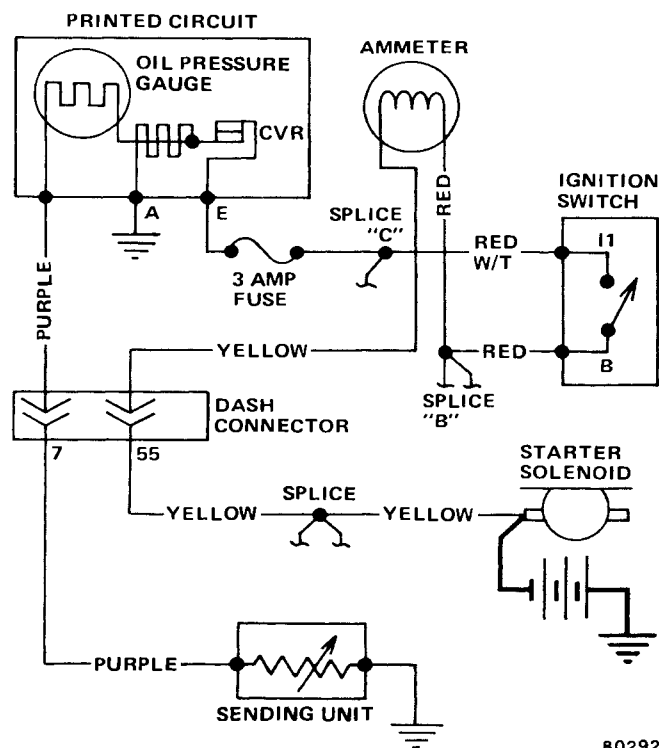 PRINTED CIRCUIT
OIL PRESSURE
GAUGE
CVR
A
E
AMMETER
RED
IGNITION
SWITCH
I1
B
SPLICE
"C"
RED
W/T
3 AMP
FUSE
PURPLE
YELLOW
RED
SPLICE
"B"
DASH
CONNECTOR
7
55
STARTER
SOLENOID
YELLOW
SPLICE
YELLOW
PURPLE
SENDING UNIT
80292